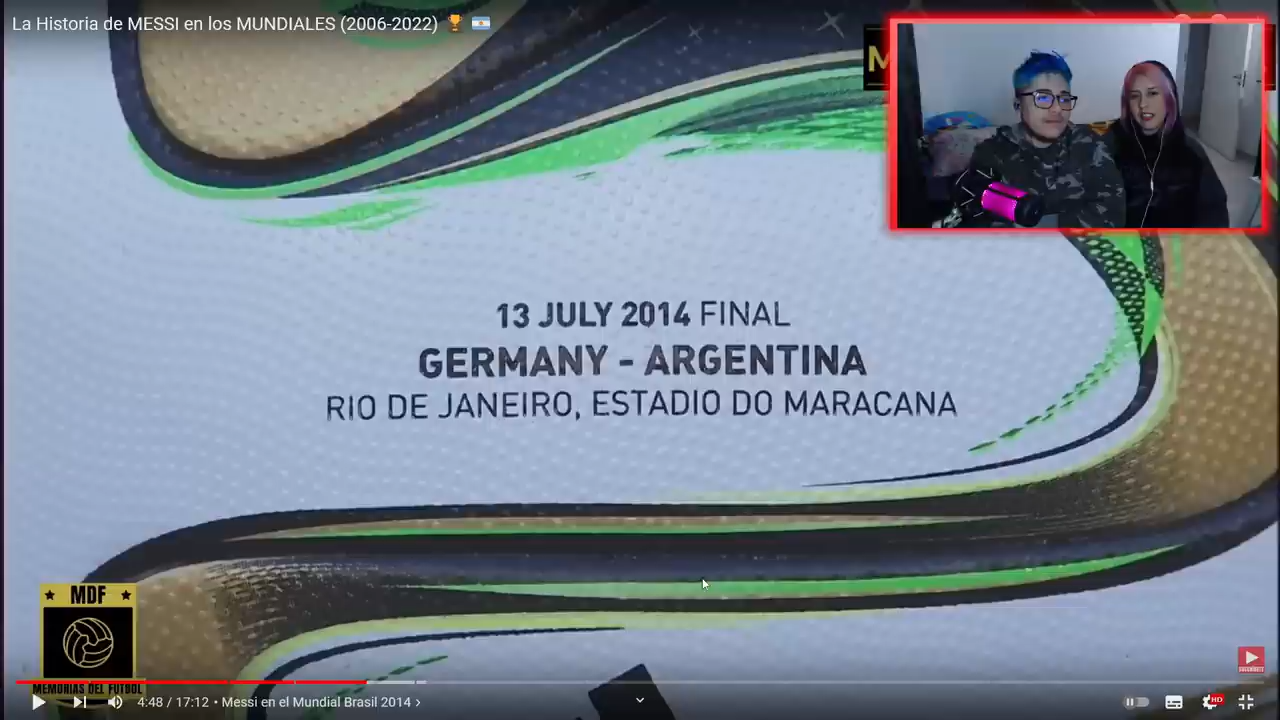 La Historia de MESSI en los MUNDIALES (2006-2022) 🏆 🇦🇷
M
13 JULY 2014 FINAL
GERMANY - ARGENTINA
RIO DE JANEIRO, ESTADIO DO MARACANA
MDF
MEMORIAS DEL FUTBOL
4:48 / 17:12 • Messi en el Mundial Brasil 2014 ›
HD